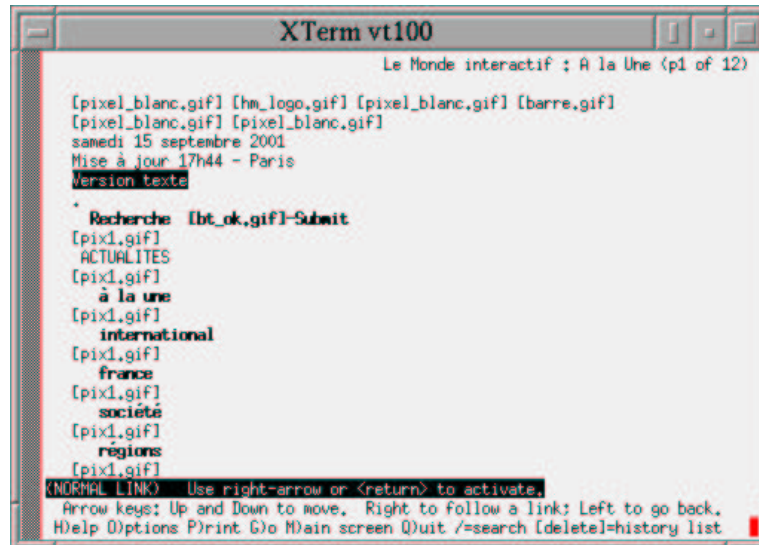 XTerm vt100
Le Monde interactif : A la Une (p1 of 12)
[pixel_blanc.gif] [hm_logo.gif] [pixel_blanc.gif] [barre.gif]
[pixel_blanc.gif] [pixel_blanc.gif]
samedi 15 septembre 2001
Mise à jour 17h44 - Paris
Version texte
.
Recherche [bt_ok.gif]-Submit
[pix1.gif]
ACTUALITES
[pix1.gif]
à la une
[pix1.gif]
international
[pix1.gif]
france
[pix1.gif]
société
[pix1.gif]
régions
[pix1.gif]
(NORMAL LINK) Use right-arrow or <return> to activate.
Arrow keys: Up and Down to move. Right to follow a link; Left to go back.
H)elp O)ptions P)rint G)o M)ain screen Q)uit /=search [delete]=history list